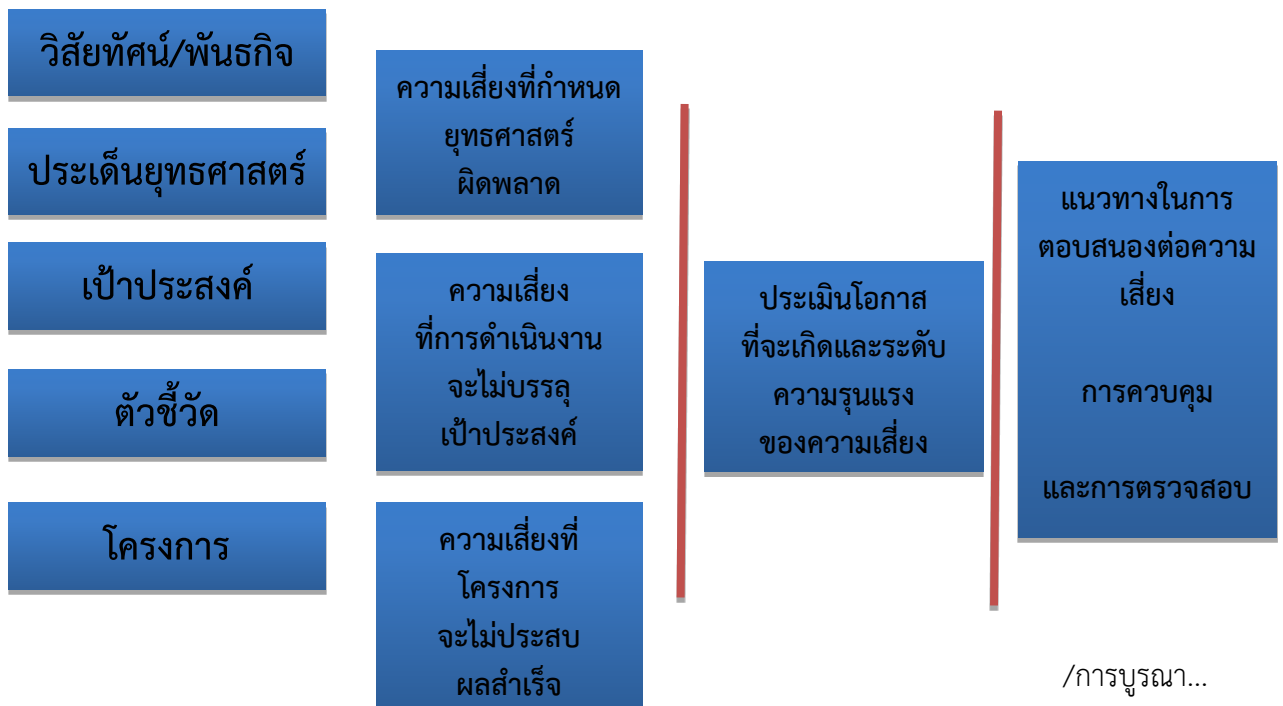 วิสัยทัศน์/พันธกิจ
ประเด็นยุทธศาสตร์
เป้าประสงค์
ตัวชี้วัด
โครงการ
ความเสี่ยงที่กำหนด
ยุทธศาสตร์
ผิดพลาด
ความเสี่ยง
ที่การดำเนินงาน
จะไม่บรรลุ
เป้าประสงค์
ความเสี่ยงที่
โครงการ
จะไม่ประสบ
ผลสำเร็จ
ประเมินโอกาส
ที่จะเกิดและระดับ
ความรุนแรง
ของความเสี่ยง
แนวทางในการ
ตอบสนองต่อความ
เสี่ยง
การควบคุม
และการตรวจสอบ
/การบูรณา...